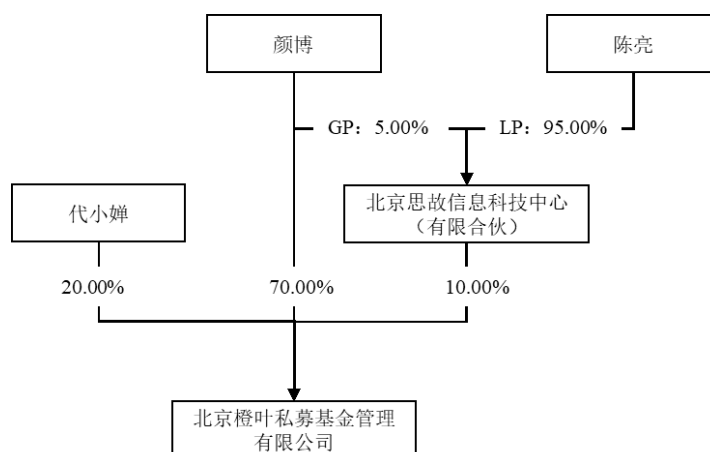 颜博
陈亮
GP：5.00%
LP：95.00%
代小婵
北京思故信息科技中心
（有限合伙）
20.00%
70.00%
10.00%
北京橙叶私募基金管理
有限公司